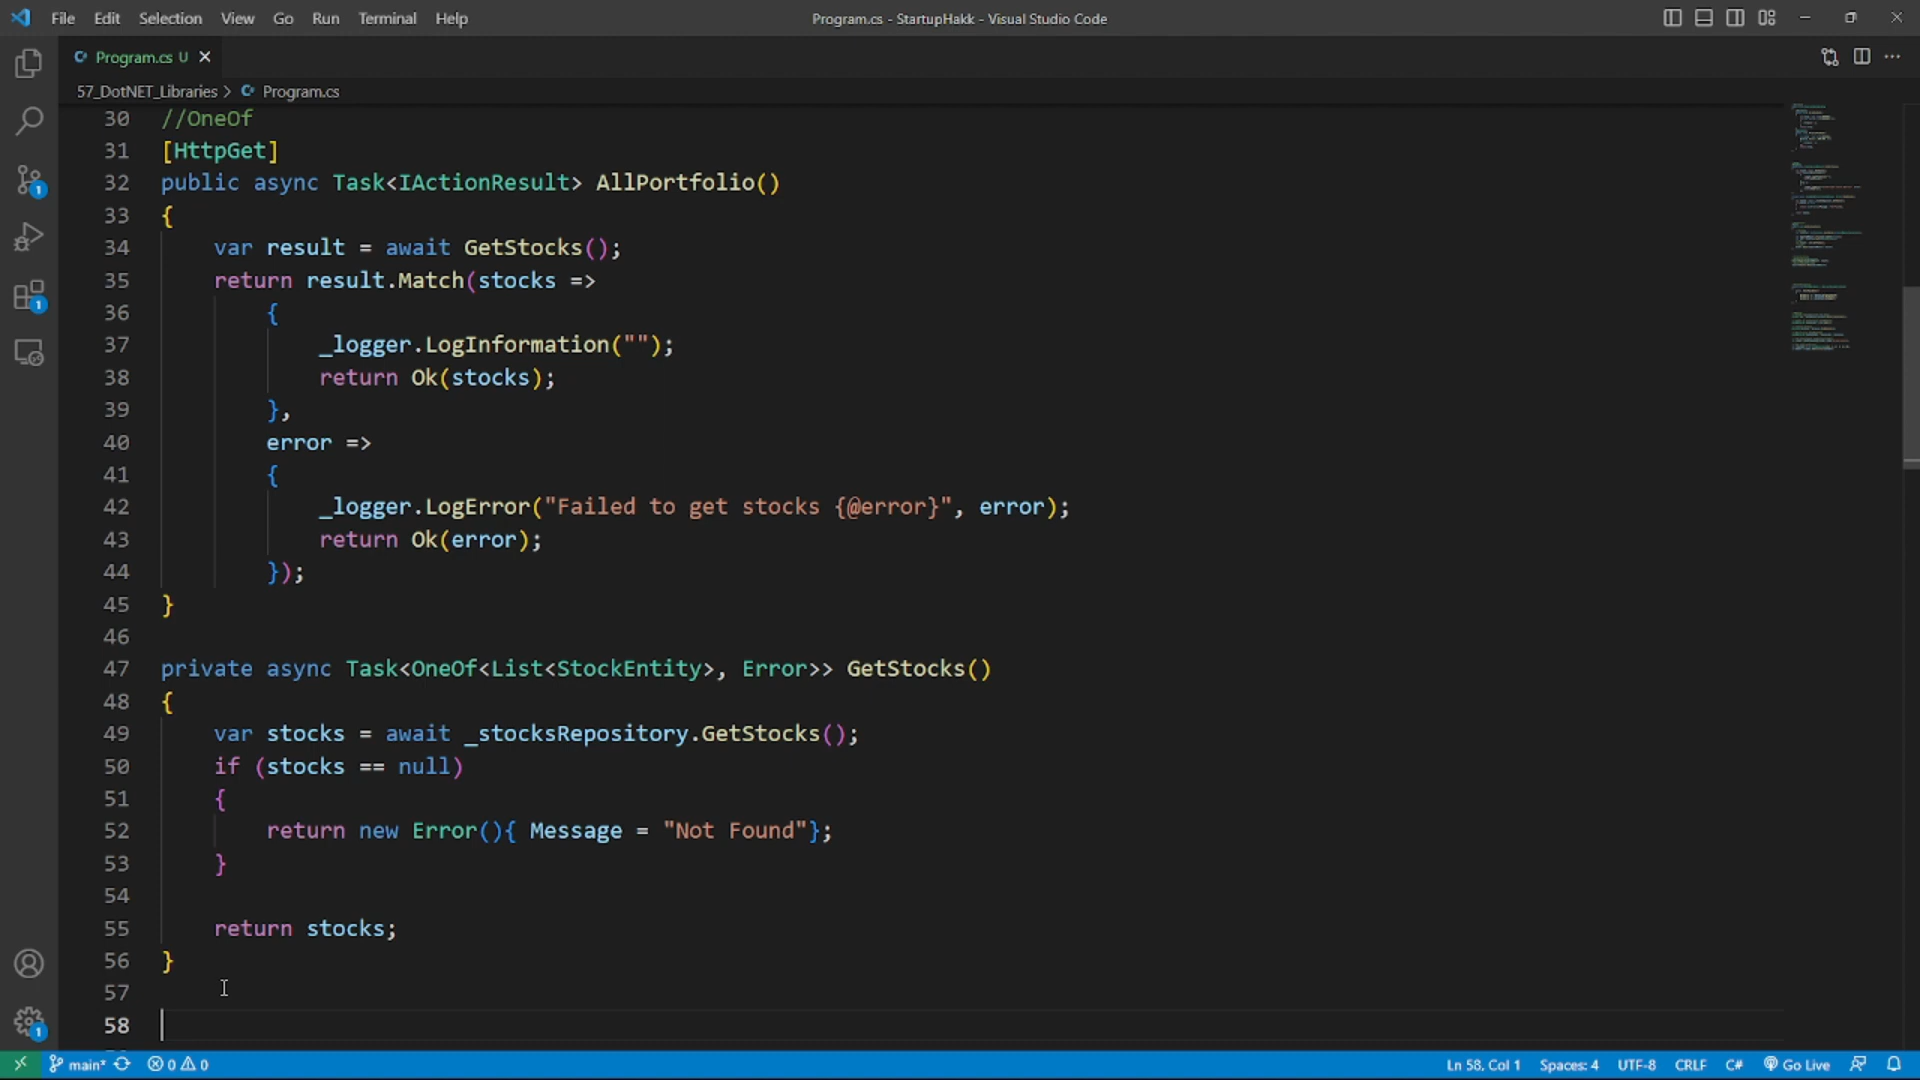 File Edit Selection View Go Run Terminal Help Program.cs - StartupHakk - Visual Studio Code
Program.cs U
57_DotNET_Libraries > Program.cs
30 //OneOf
31 [HttpGet]
32 public async Task<IActionResult> AllPortfolio()
33 {
34 var result = await GetStocks();
35 return result.Match(stocks =>
36 {
37 _logger.LogInformation("");
38 return Ok(stocks);
39 },
40 error =>
41 {
42 _logger.LogError("Failed to get stocks {@error}", error);
43 return Ok(error);
44 });
45 }
46
47 private async Task<OneOf<List<StockEntity>, Error>> GetStocks()
48 {
49 var stocks = await _stocksRepository.GetStocks();
50 if (stocks == null)
51 {
52 return new Error(){ Message = "Not Found"};
53 }
54
55 return stocks;
56 }
57
58
1
1
1
main* 0 0 Ln 58, Col 1 Spaces: 4 UTF-8 CRLF C# Go Live